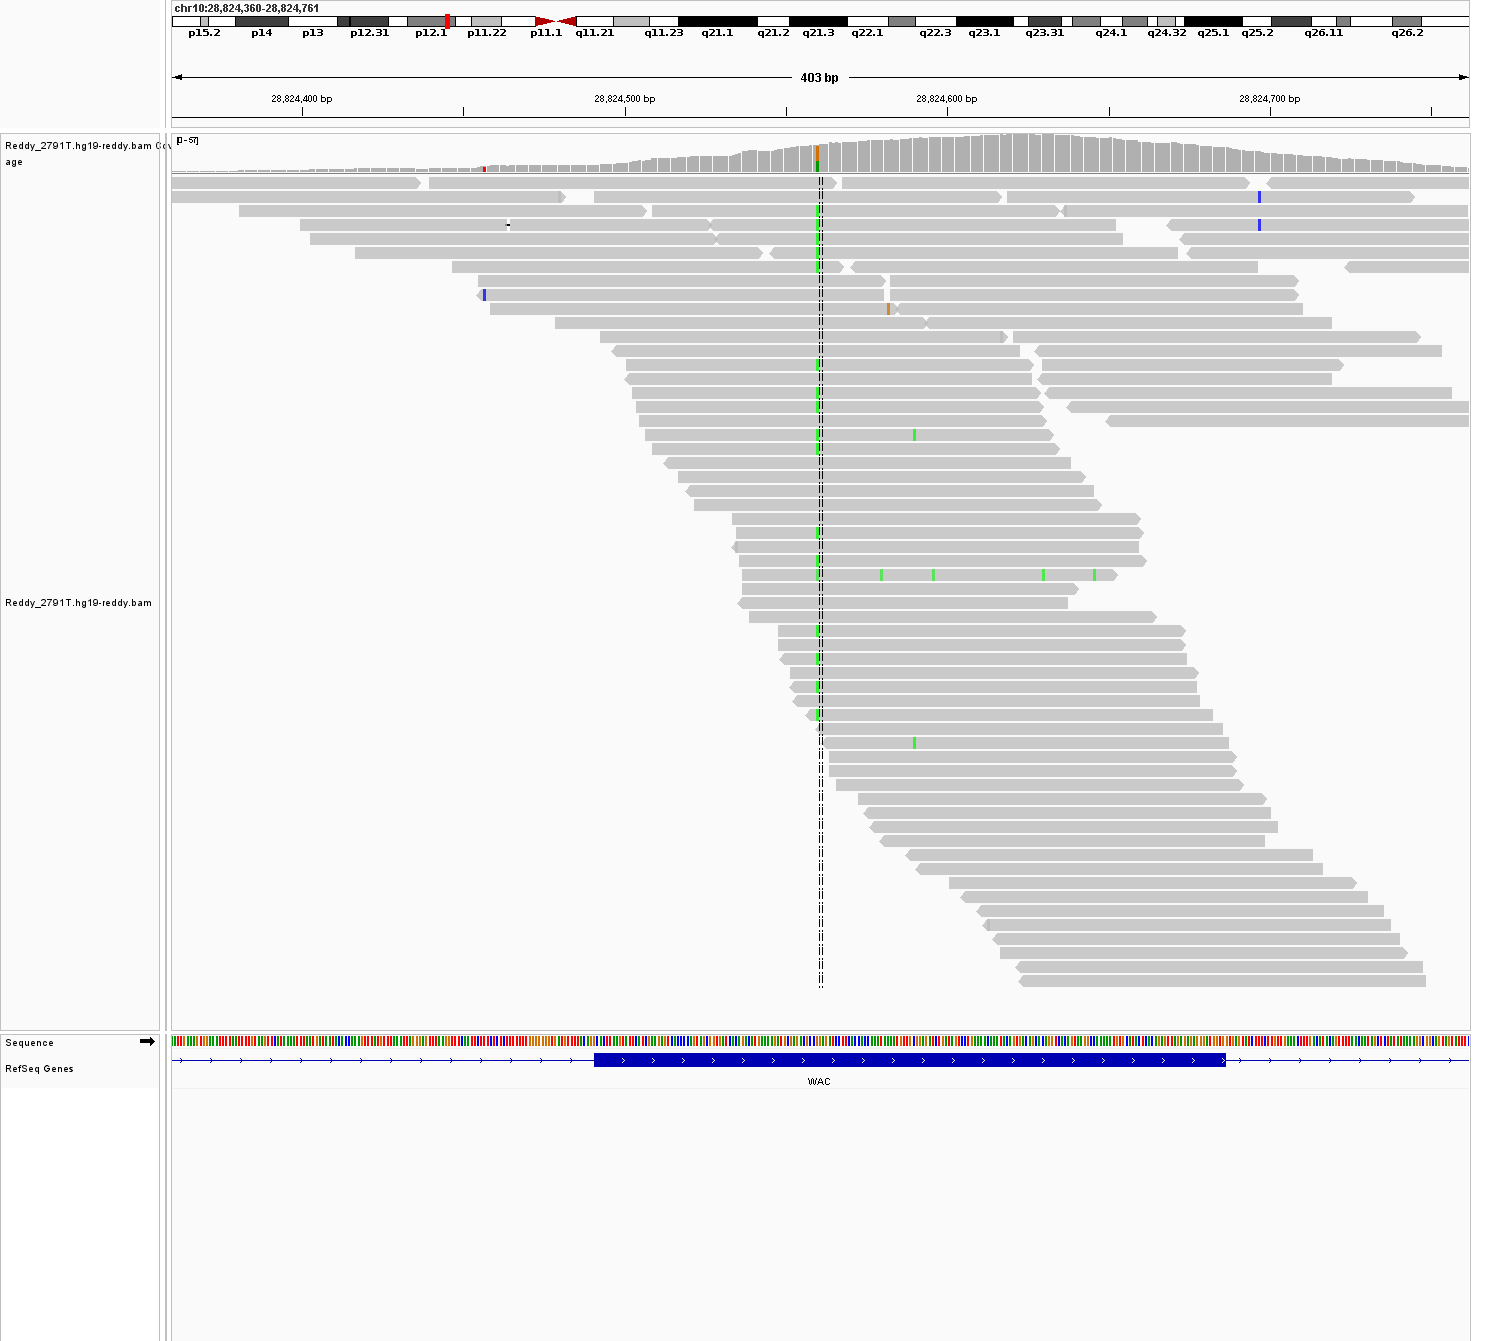 chr10:28,824,360-28,824,761
p15.2 p14 p13 p12.31 p12.1 p11.22 p11.1 q11.21 q11.23 q21.1 q21.2 q21.3 q22.1 q22.3 q23.1 q23.31 q24.1 q24.32 q25.1 q25.2 q26.11 q26.2
403 bp
28,824,400 bp 28,824,500 bp 28,824,600 bp 28,824,700 bp
[0-57]
Reddy_2791T.hg19-reddy.bam Cov
age
Reddy_2791T.hg19-reddy.bam
Sequence
RefSeq Genes
WAC